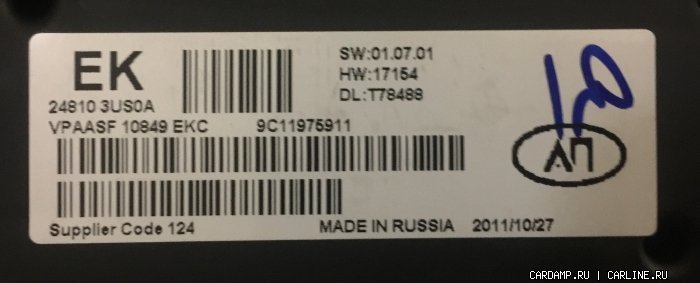 EK
SW:01.07.01
HW:17154
DL:T78488
24810 3US0A
VPAASF 10849 EKC 9C11975911
Supplier Code 124 MADE IN RUSSIA 2011/10/27
CARDAMP.RU | CARLINE.RU